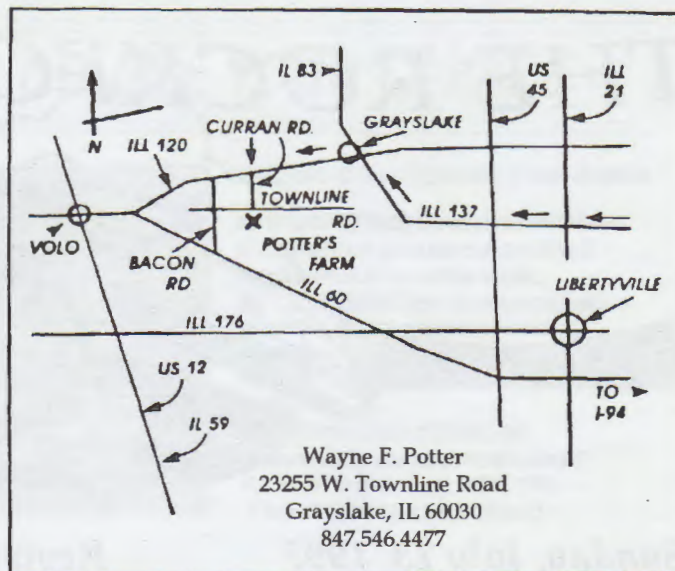 IL 83
US
45
ILL
21
CURRAN RD.
GRAYSLAKE
N
ILL 120
TOWNLINE
RD.
ILL 137
VOLO
BACON
RD
POTTER'S
FARM
ILL 60
LIBERTYVILLE
ILL 176
US 12
IL 59
TO
I-94
Wayne F. Potter
23255 W. Townline Road
Grayslake, IL 60030
847.546.4477